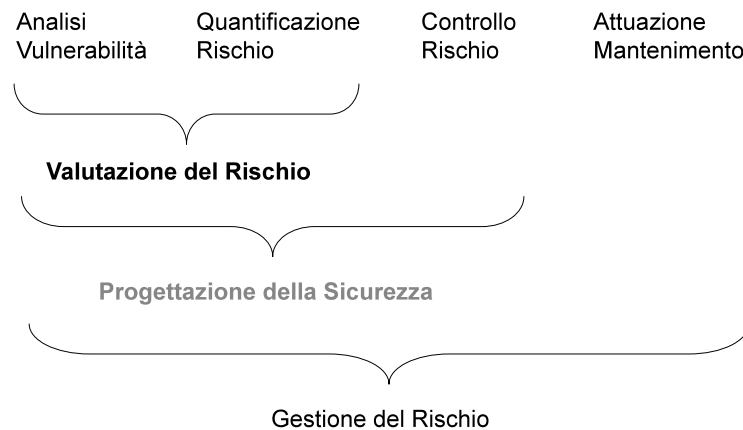 Analisi
Vulnerabilità
Quantificazione
Rischio
Controllo
Rischio
Attuazione
Mantenimento
Valutazione del Rischio
Progettazione della Sicurezza
Gestione del Rischio